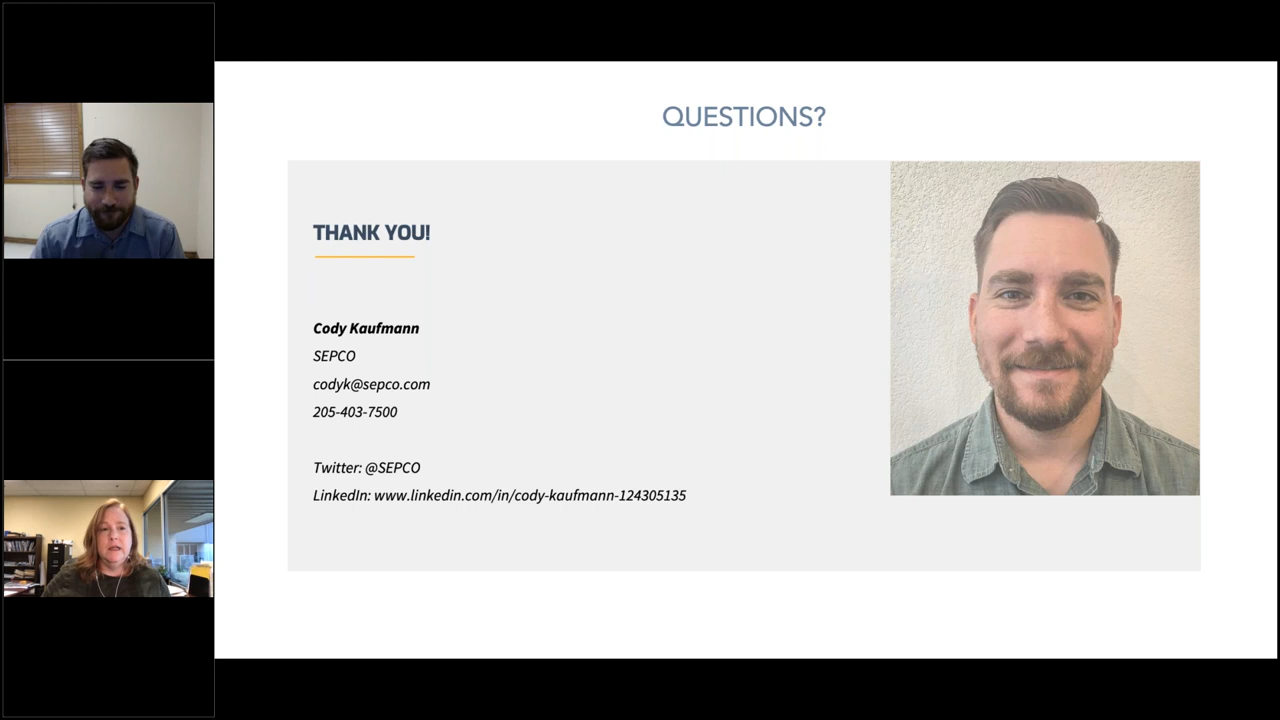 QUESTIONS?
THANK YOU!
Cody Kaufmann
SEPCO
codyk@sepco.com
205-403-7500
Twitter: @SEPCO
LinkedIn: www.linkedin.com/in/cody-kaufmann-124305135